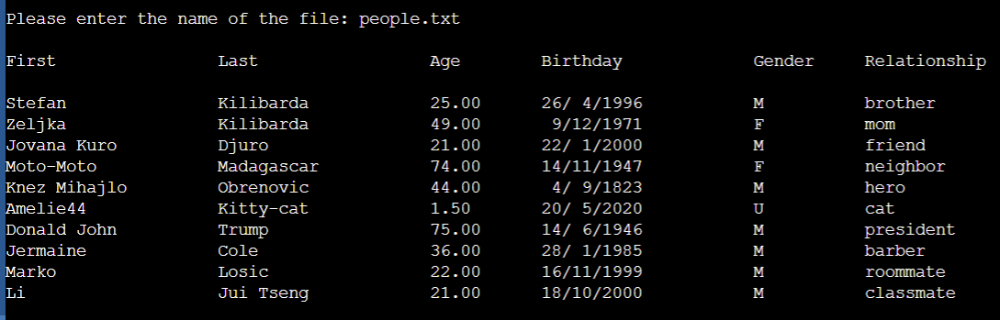 Please enter the name of the file: people.txt
First Last Age Birthday Gender Relationship
Stefan Kilibarda 25.00 26/ 4/1996 M brother
Zeljka Kilibarda 49.00 9/12/1971 F mom
Jovana Kuro Djuro 21.00 22/ 1/2000 M friend
Moto-Moto Madagascar 74.00 14/11/1947 F neighbor
Knez Mihajlo Obrenovic 44.00 4/ 9/1823 M hero
Amelie44 Kitty-cat 1.50 20/ 5/2020 U cat
Donald John Trump 75.00 14/ 6/1946 M president
Jermaine Cole 36.00 28/ 1/1985 M barber
Marko Losic 22.00 16/11/1999 M roommate
Li Jui Tseng 21.00 18/10/2000 M classmate